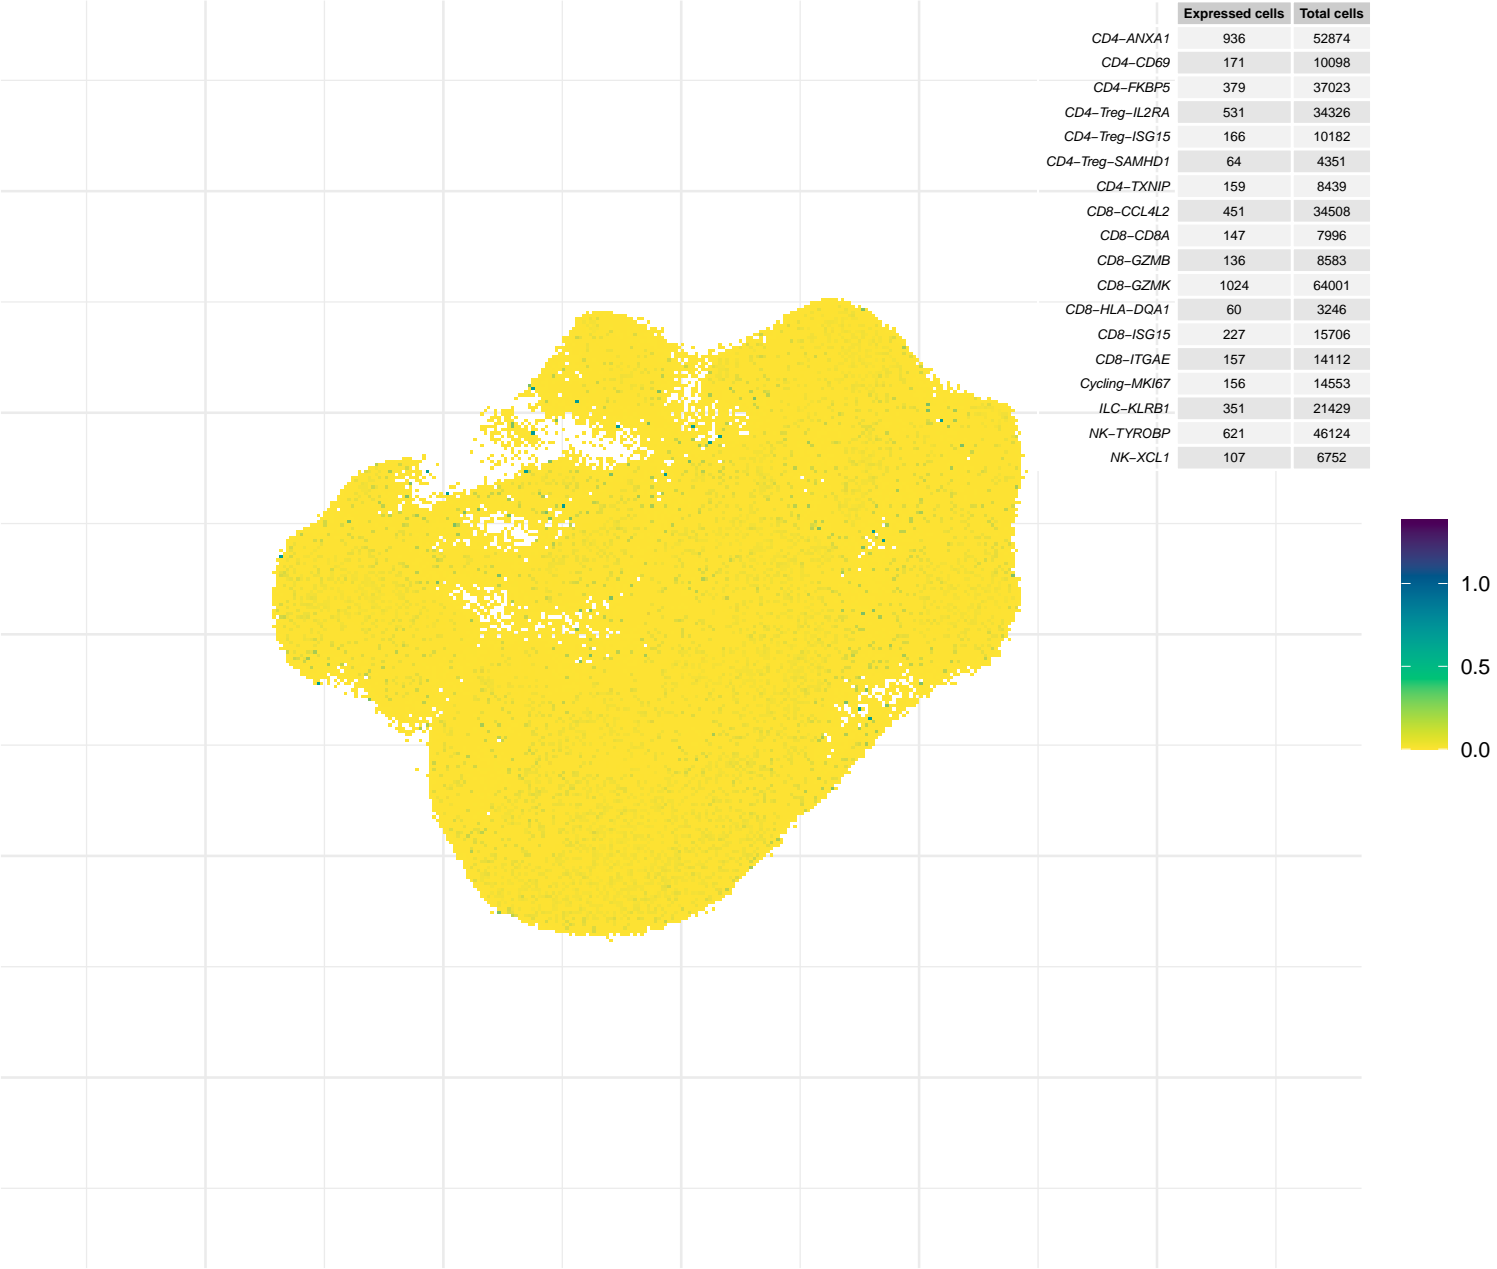 Expressed cells Total cells
CD4−ANXA1 936 52874
CD4−CD69 171 10098
CD4−FKBP5 379 37023
CD4−Treg−IL2RA 531 34326
CD4−Treg−ISG15 166 10182
CD4−Treg−SAMHD1 64 4351
CD4−TXNIP 159 8439
CD8−CCL4L2 451 34508
CD8−CD8A 147 7996
CD8−GZMB 136 8583
CD8−GZMK 1024 64001
CD8−HLA−DQA1 60 3246
CD8−ISG15 227 15706
CD8−ITGAE 157 14112
Cycling−MKI67 156 14553
ILC−KLRB1 351 21429
NK−TYROBP 621 46124
NK−XCL1 107 6752
1.0
0.5
0.0